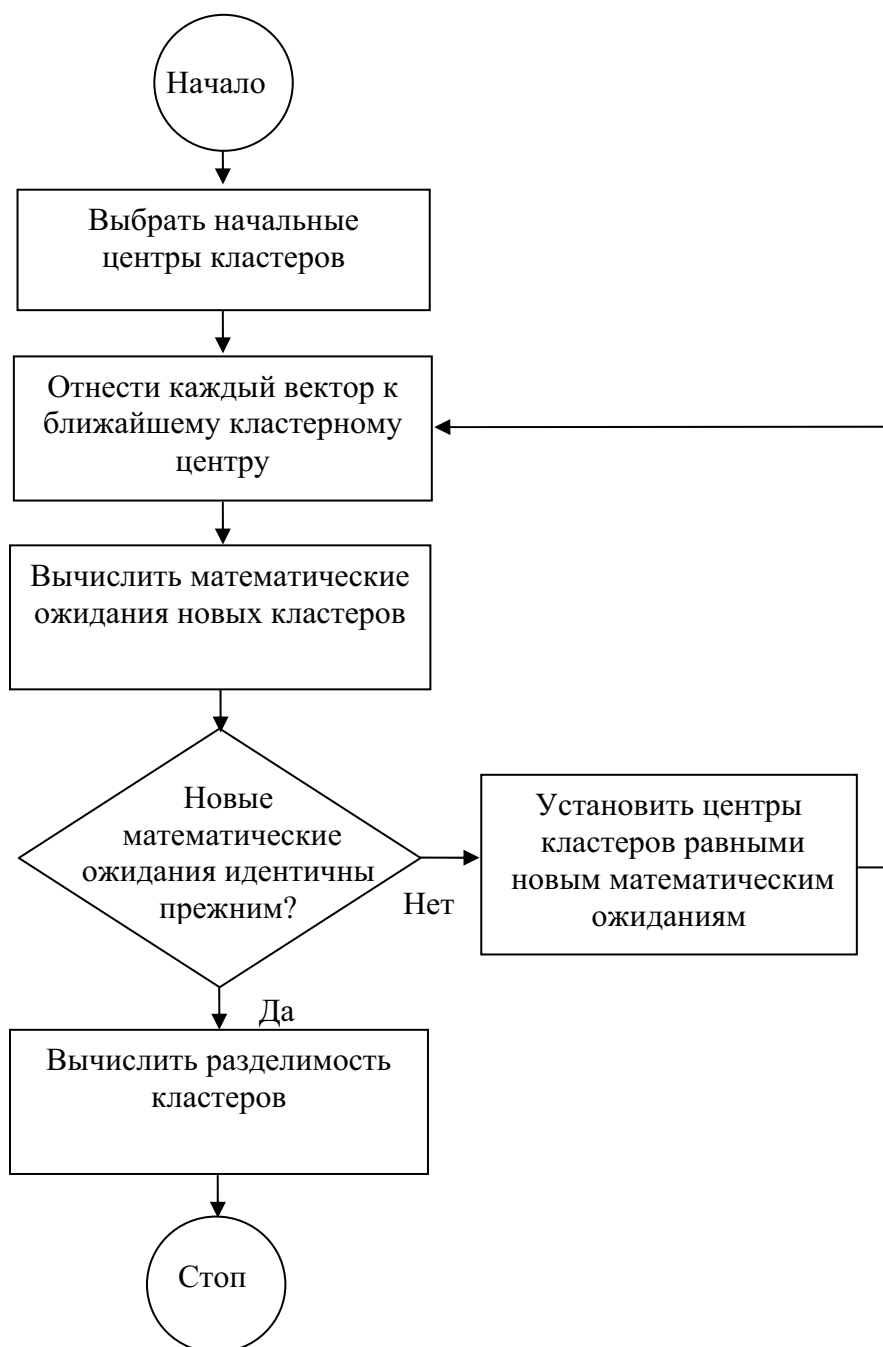 Начало
Выбрать начальные
центры кластеров
Отнести каждый вектор к
ближайшему кластерному
центру
Вычислить математические
ожидания новых кластеров
Новые
математические
ожидания идентичны
прежним?
Нет
Установить центры
кластеров равными
новым математическим
ожиданиям
Да
Вычислить разделимость
кластеров
Стоп